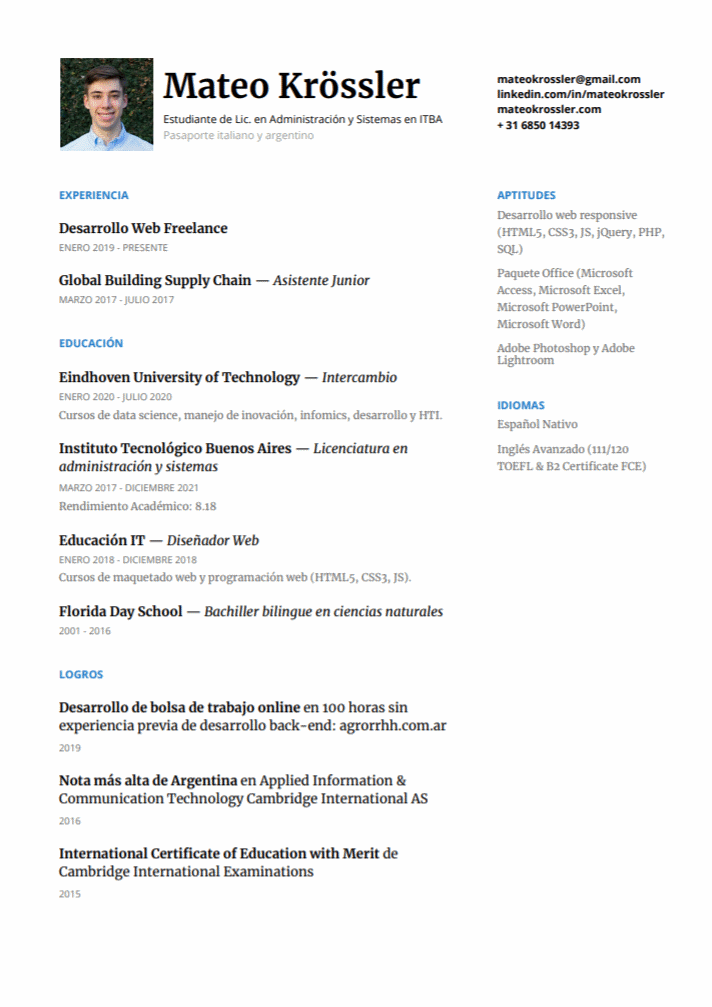 Mateo Krössler
Estudiante de Lic. en Administración y Sistemas en ITBA
Pasaporte italiano y argentino
mateokrossler@gmail.com
linkedin.com/in/mateokrossler
mateokrossler.com
+ 31 6850 14393
EXPERIENCIA
Desarrollo Web Freelance
ENERO 2019 - PRESENTE
Global Building Supply Chain — Asistente Junior
MARZO 2017 - JULIO 2017
EDUCACIÓN
Eindhoven University of Technology — Intercambio
ENERO 2020 - JULIO 2020
Cursos de data science, manejo de inovación, infomics, desarrollo y HTI.
Instituto Tecnológico Buenos Aires — Licenciatura en
administración y sistemas
MARZO 2017 - DICIEMBRE 2021
Rendimiento Académico: 8.18
Educación IT — Diseñador Web
ENERO 2018 - DICIEMBRE 2018
Cursos de maquetado web y programación web (HTML5, CSS3, JS).
Florida Day School — Bachiller bilingue en ciencias naturales
2001 - 2016
LOGROS
Desarrollo de bolsa de trabajo online en 100 horas sin
experiencia previa de desarrollo back-end: agrorrhh.com.ar
2019
Nota más alta de Argentina en Applied Information &
Communication Technology Cambridge International AS
2016
International Certificate of Education with Merit de
Cambridge International Examinations
2015
APTITUDES
Desarrollo web responsive
(HTML5, CSS3, JS, jQuery, PHP,
SQL)
Paquete Office (Microsoft
Access, Microsoft Excel,
Microsoft PowerPoint,
Microsoft Word)
Adobe Photoshop y Adobe
Lightroom
IDIOMAS
Español Nativo
Inglés Avanzado (111/120
TOEFL & B2 Certificate FCE)